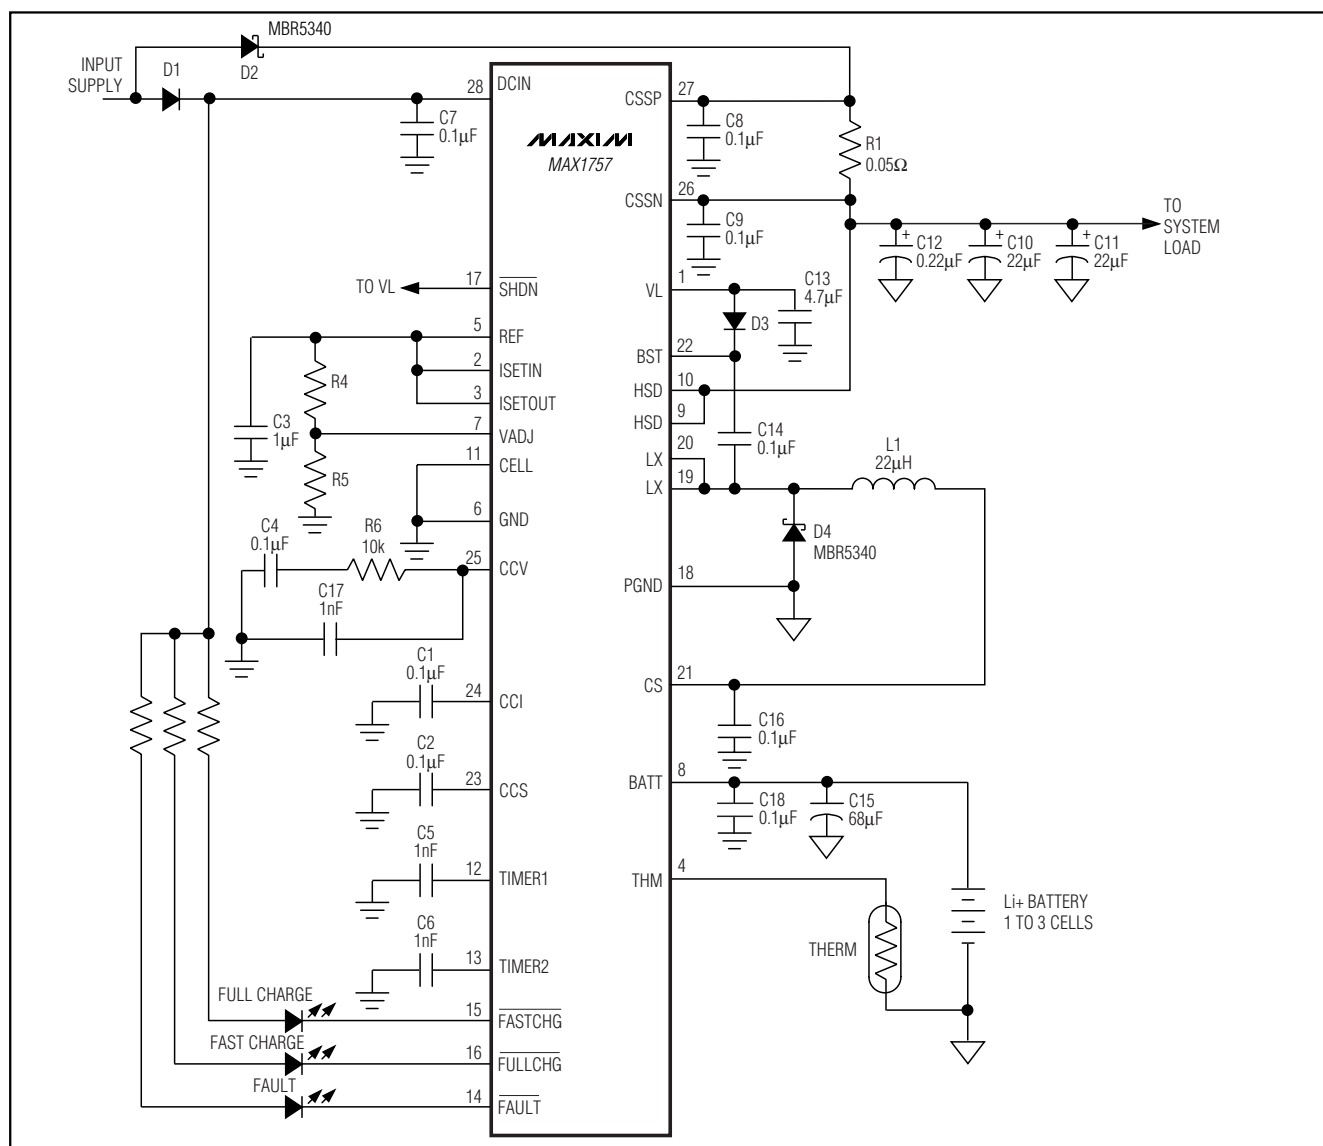 MBR5340
D2
INPUT
SUPPLY
D1
28
DCIN
C7
0.1µF
MAXIM
MAX1757
CSSP
27
C8
0.1µF
R1
0.05Ω
CSSN
26
C9
0.1µF
TO
SYSTEM
LOAD
+
C12
0.22µF
+
C10
22µF
+
C11
22µF
TO VL
17
SHDN
VL
1
C13
4.7µF
D3
5
REF
2
ISETIN
3
ISETOUT
7
VADJ
11
CELL
6
GND
R4
C3
1µF
R5
BST
22
HSD
10
HSD
9
C14
0.1µF
LX
20
LX
19
L1
22µH
D4
MBR5340
PGND
18
C4
0.1µF
R6
10k
25
CCV
C17
1nF
C1
0.1µF
24
CCI
CS
21
C16
0.1µF
C2
0.1µF
23
CCS
BATT
8
C18
0.1µF
C15
68µF
C5
1nF
12
TIMER1
THM
4
THERM
Li+ BATTERY
1 TO 3 CELLS
C6
1nF
13
TIMER2
FULL CHARGE
15
FASTCHG
FAST CHARGE
16
FULLCHG
FAULT
14
FAULT